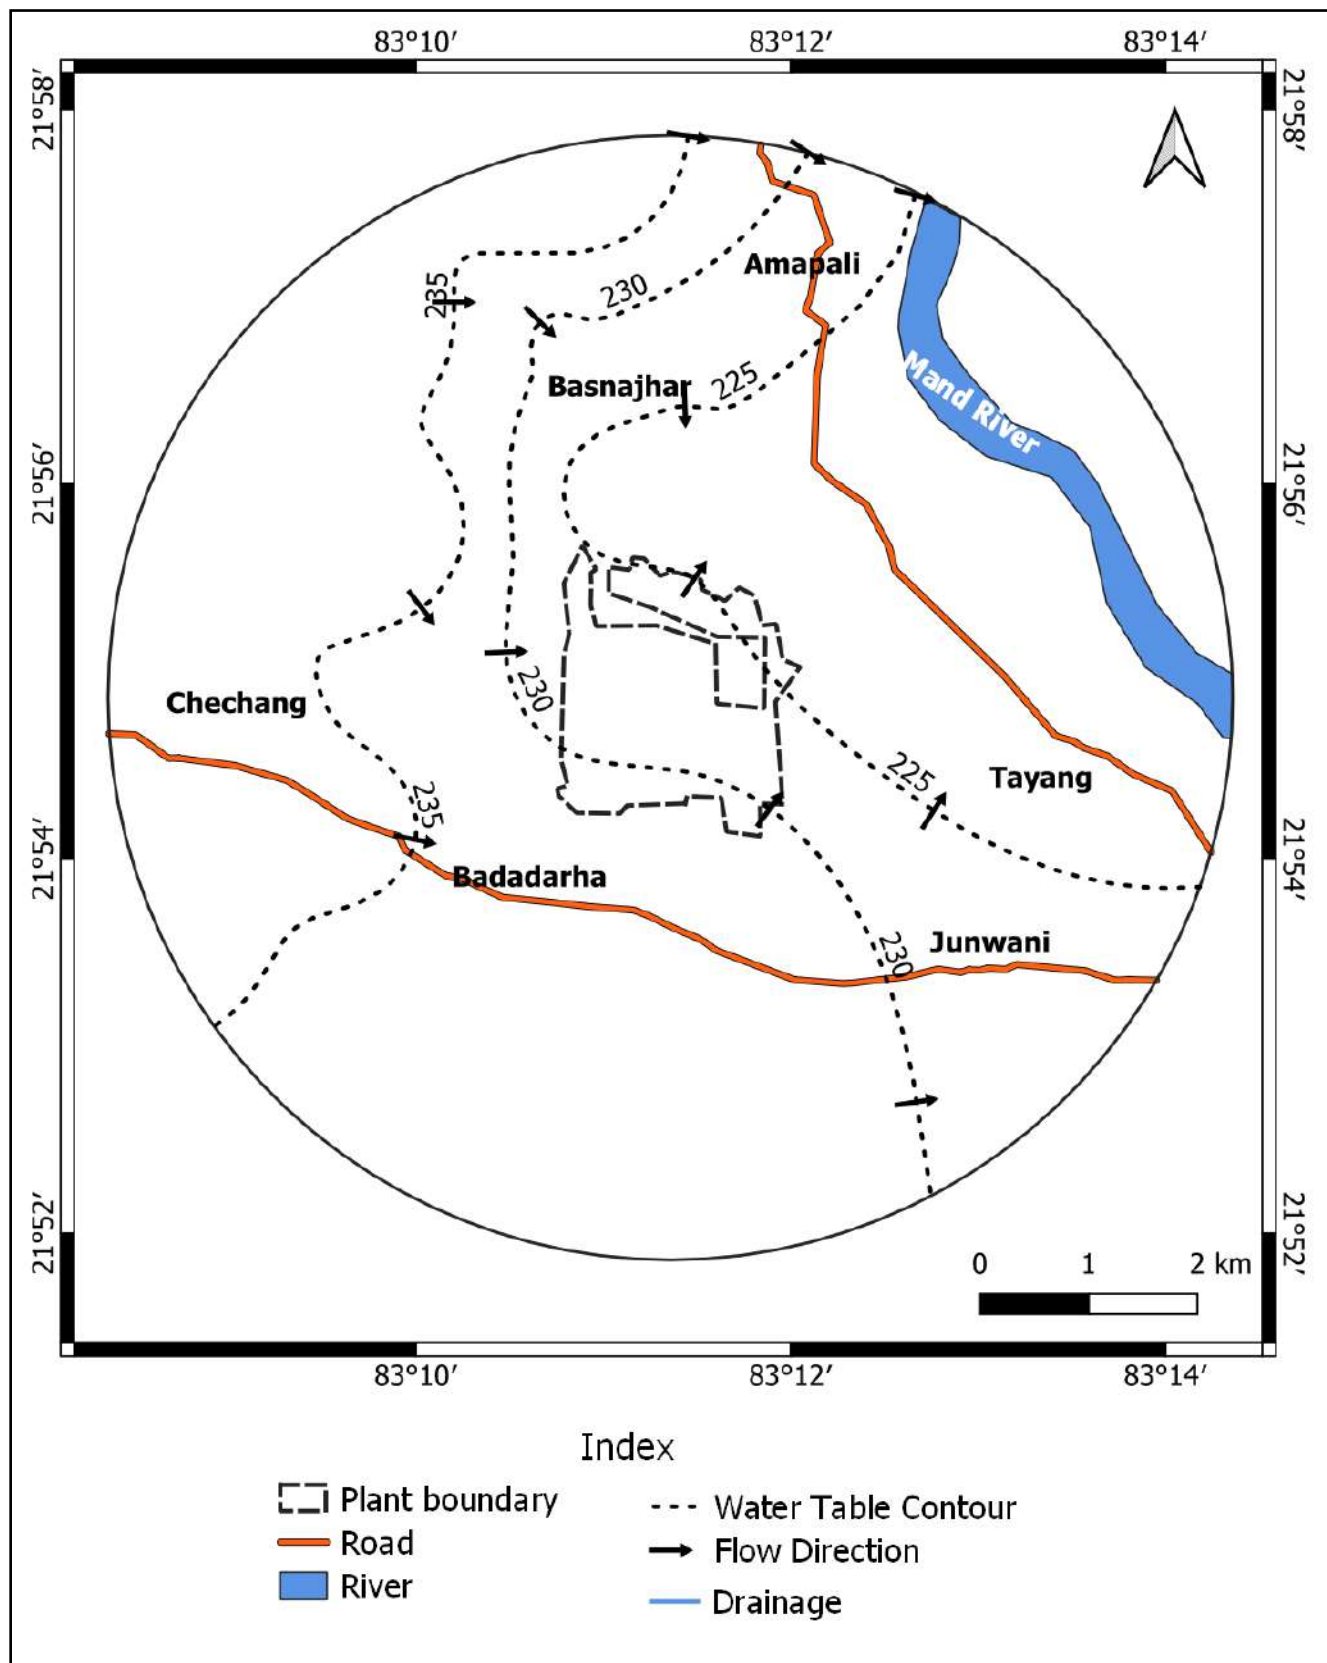 83°10′ 83°12′ 83°14′
21°58′ 21°58′
Amapali
235
230
Basnajhar
225
Mand River
21°56′ 21°56′
Chechang
230
225
Tayang
235
21°54′ 21°54′
Badadarha
230
Junwani
21°52′ 21°52′
0 1 2 km
83°10′ 83°12′ 83°14′
Index
Plant boundary
Water Table Contour
Road
Flow Direction
River
Drainage